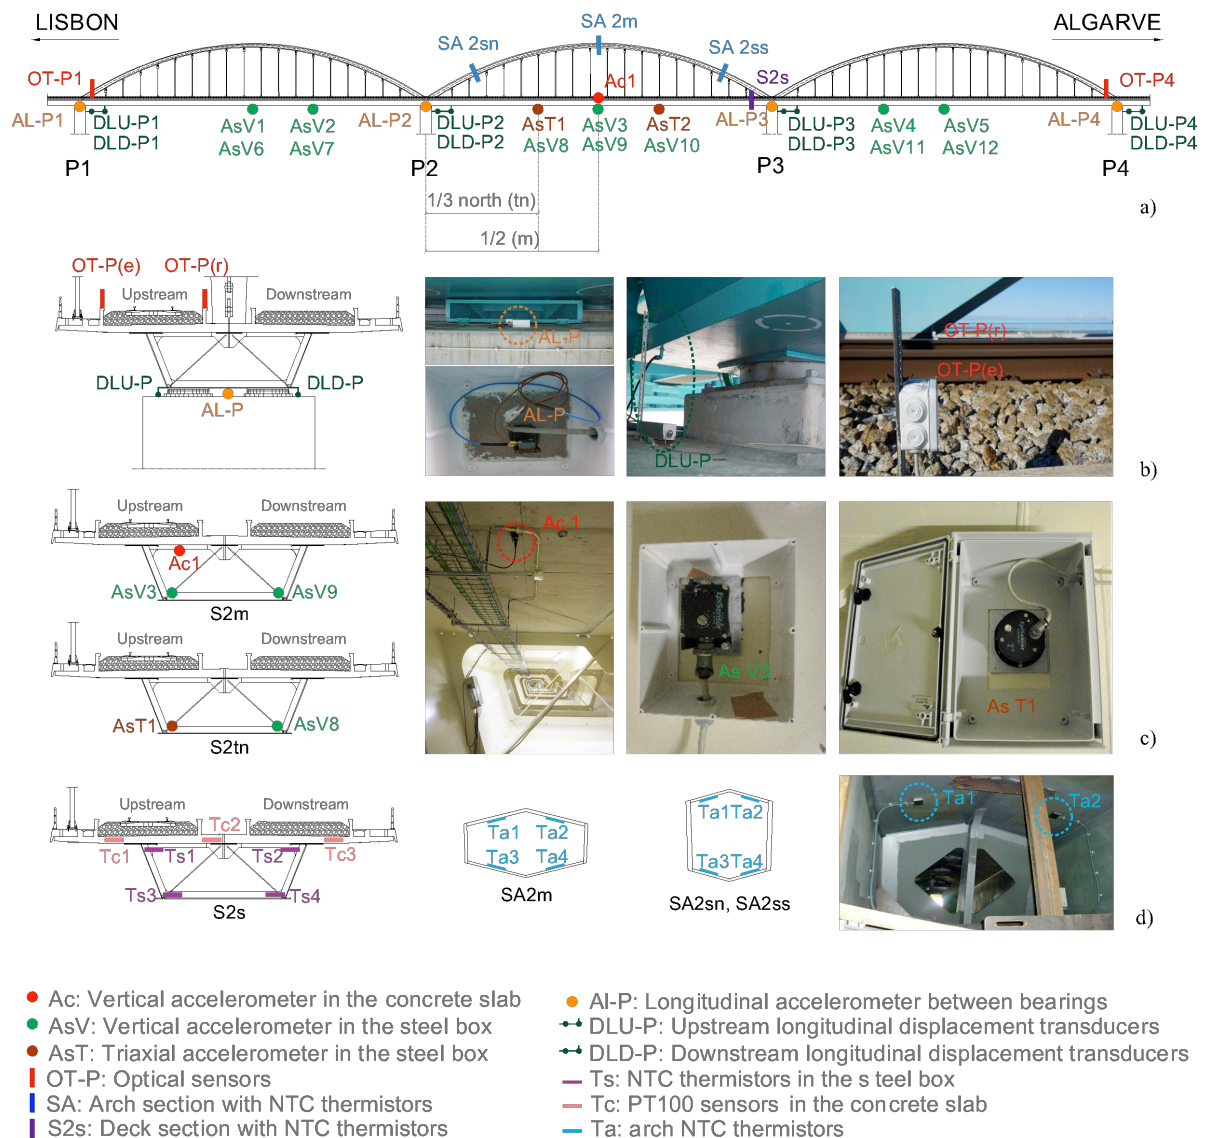 LISBON
ALGARVE
SA 2m
SA 2sn
SA 2ss
OT-P1
Ac1
S2s
OT-P4
AL-P1
DLU-P1
DLD-P1
AsV1
AsV6
AsV2
AsV7
AL-P2
DLU-P2
DLD-P2
AsT1
AsV8
AsV3
AsV9
AsT2
AsV10
AL-P3
DLU-P3
DLD-P3
AsV4
AsV11
AsV5
AsV12
AL-P4
DLU-P4
DLD-P4
P1
P2
P3
P4
1/3 north (tn)
1/2 (m)
a)
OT-P(e)
OT-P(r)
Upstream
Downstream
DLU-P
DLD-P
AL-P
AL-P
AL-P
DLU-P
OT-P(r)
OT-P(e)
b)
Upstream
Downstream
Ac1
AsV3
AsV9
S2m
Upstream
Downstream
AsT1
AsV8
S2tn
Ac 1
EpiSensor
As V3
As T1
c)
Upstream
Downstream
Tc2
Tc1
Ts1
Ts2
Tc3
Ts3
Ts4
S2s
Ta1
Ta2
Ta3
Ta4
SA2m
Ta1Ta2
Ta3Ta4
SA2sn, SA2ss
Ta1
Ta2
d)
Ac: Vertical accelerometer in the concrete slab
AsV: Vertical accelerometer in the steel box
AsT: Triaxial accelerometer in the steel box
OT-P: Optical sensors
SA: Arch section with NTC thermistors
S2s: Deck section with NTC thermistors
Al-P: Longitudinal accelerometer between bearings
DLU-P: Upstream longitudinal displacement transducers
DLD-P: Downstream longitudinal displacement transducers
Ts: NTC thermistors in the s teel box
Tc: PT100 sensors in the concrete slab
Ta: arch NTC thermistors